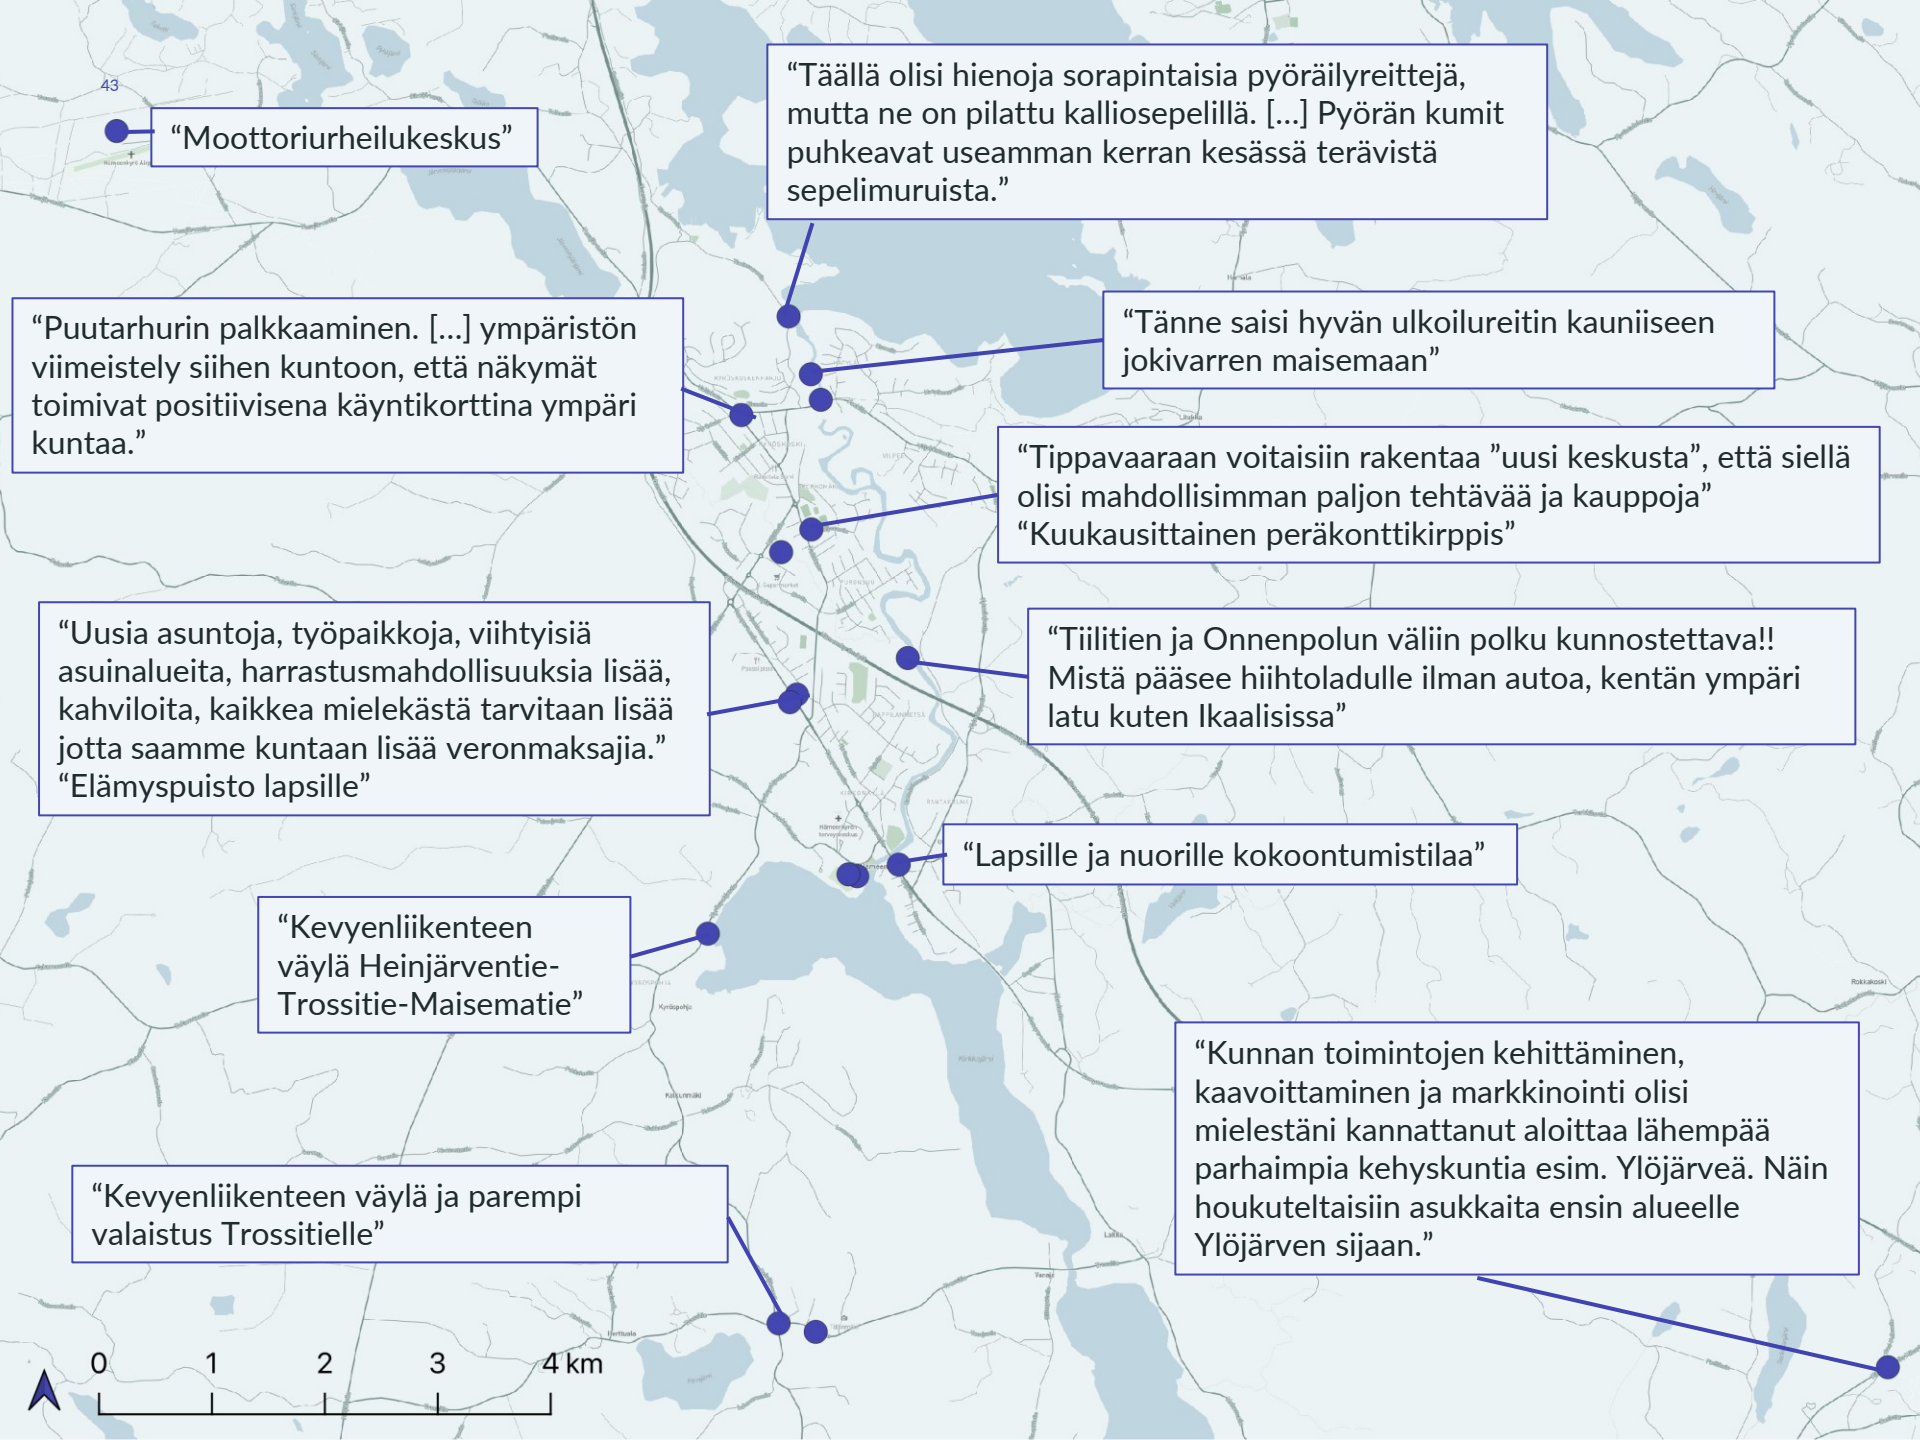 43
“Moottoriurheilukeskus”
“Täällä olisi hienoja sorapintaisia pyöräilyreittejä,
mutta ne on pilattu kalliosepelillä. [...] Pyörän kumit
puhkeavat useamman kerran kesässä terävistä
sepelimuruista.”
“Puutarhurin palkkaaminen. [...] ympäristön
viimeistely siihen kuntoon, että näkymät
toimivat positiivisena käyntikorttina ympäri
kuntaa.”
“Tänne saisi hyvän ulkoilureitin kauniiseen
jokivarren maisemaan”
“Tippavaaraan voitaisiin rakentaa ”uusi keskusta”, että siellä
olisi mahdollisimman paljon tehtävää ja kauppoja”
“Kuukausittainen peräkonttikirppis”
“Uusia asuntoja, työpaikkoja, viihtyisiä
asuinalueita, harrastusmahdollisuuksia lisää,
kahviloita, kaikkea mielekästä tarvitaan lisää
jotta saamme kuntaan lisää veronmaksajia.”
“Elämyspuisto lapsille”
“Tiilitien ja Onnenpolun väliin polku kunnostettava!!
Mistä pääsee hiihtoladulle ilman autoa, kentän ympäri
latu kuten Ikaalisissa”
“Lapsille ja nuorille kokoontumistilaa”
“Kevyenliikenteen
väylä Heinjärventie-
Trossitie-Maisematie”
Kyröspohja
Rokkakoski
“Kunnan toimintojen kehittäminen,
kaavoittaminen ja markkinointi olisi
mielestäni kannattanut aloittaa lähempää
parhaimpia kehyskuntia esim. Ylöjärveä. Näin
houkuteltaisiin asukkaita ensin alueelle
Ylöjärven sijaan.”
“Kevyenliikenteen väylä ja parempi
valaistus Trossitielle”
Herttuala
0 1 2 3 4 km